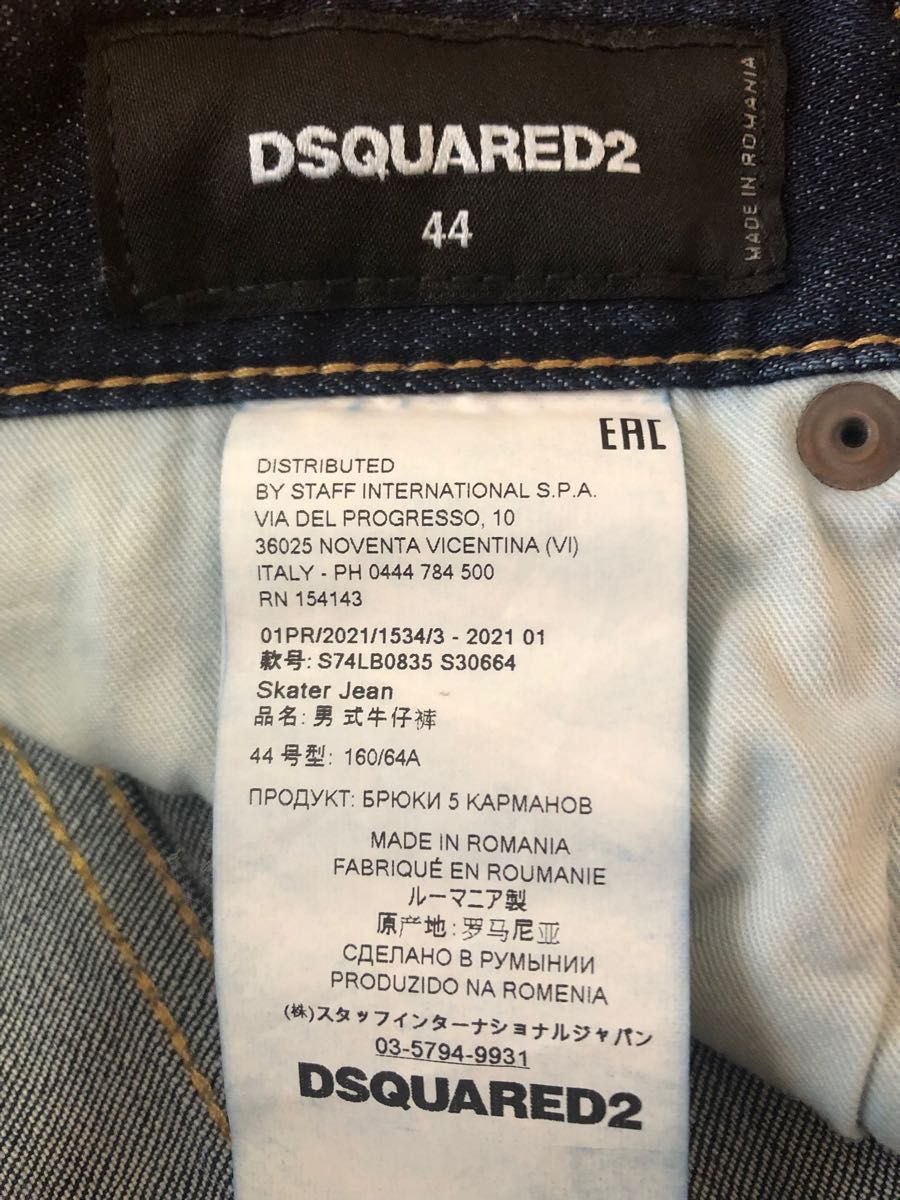 DSQUARED2
44
MADE IN ROMANIA
EAC
DISTRIBUTED
BY STAFF INTERNATIONAL S.P.A.
VIA DEL PROGRESSO, 10
36025 NOVENTA VICENTINA (VI)
ITALY - PH 0444 784 500
RN 154143
01PR/2021/1534/3 - 2021 01
款号: S74LB0835 S30664
Skater Jean
品名: 男 式牛仔裤
44 号型: 160/64A
ПРОДУКТ: БРЮКИ 5 КАРМАНОВ
MADE IN ROMANIA
FABRIQUÉ EN ROUMANIE
ルーマニア製
原产地: 罗马尼亚
СДЕЛАНО В РУМЫНИИ
PRODUZIDO NA ROMENIA
(株)スタッフインターナショナルジャパン
03-5794-9931
DSQUARED2